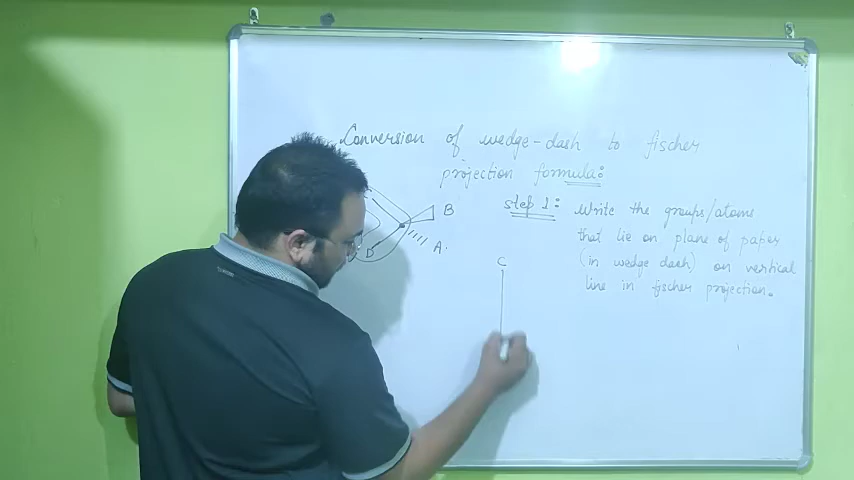 Conversion of wedge-dash to fischer
projection formula:
B
D
A.
step 1: Write the groups/atoms
that lie on plane of paper
(in wedge dash) on vertical
line in fischer projection.
C